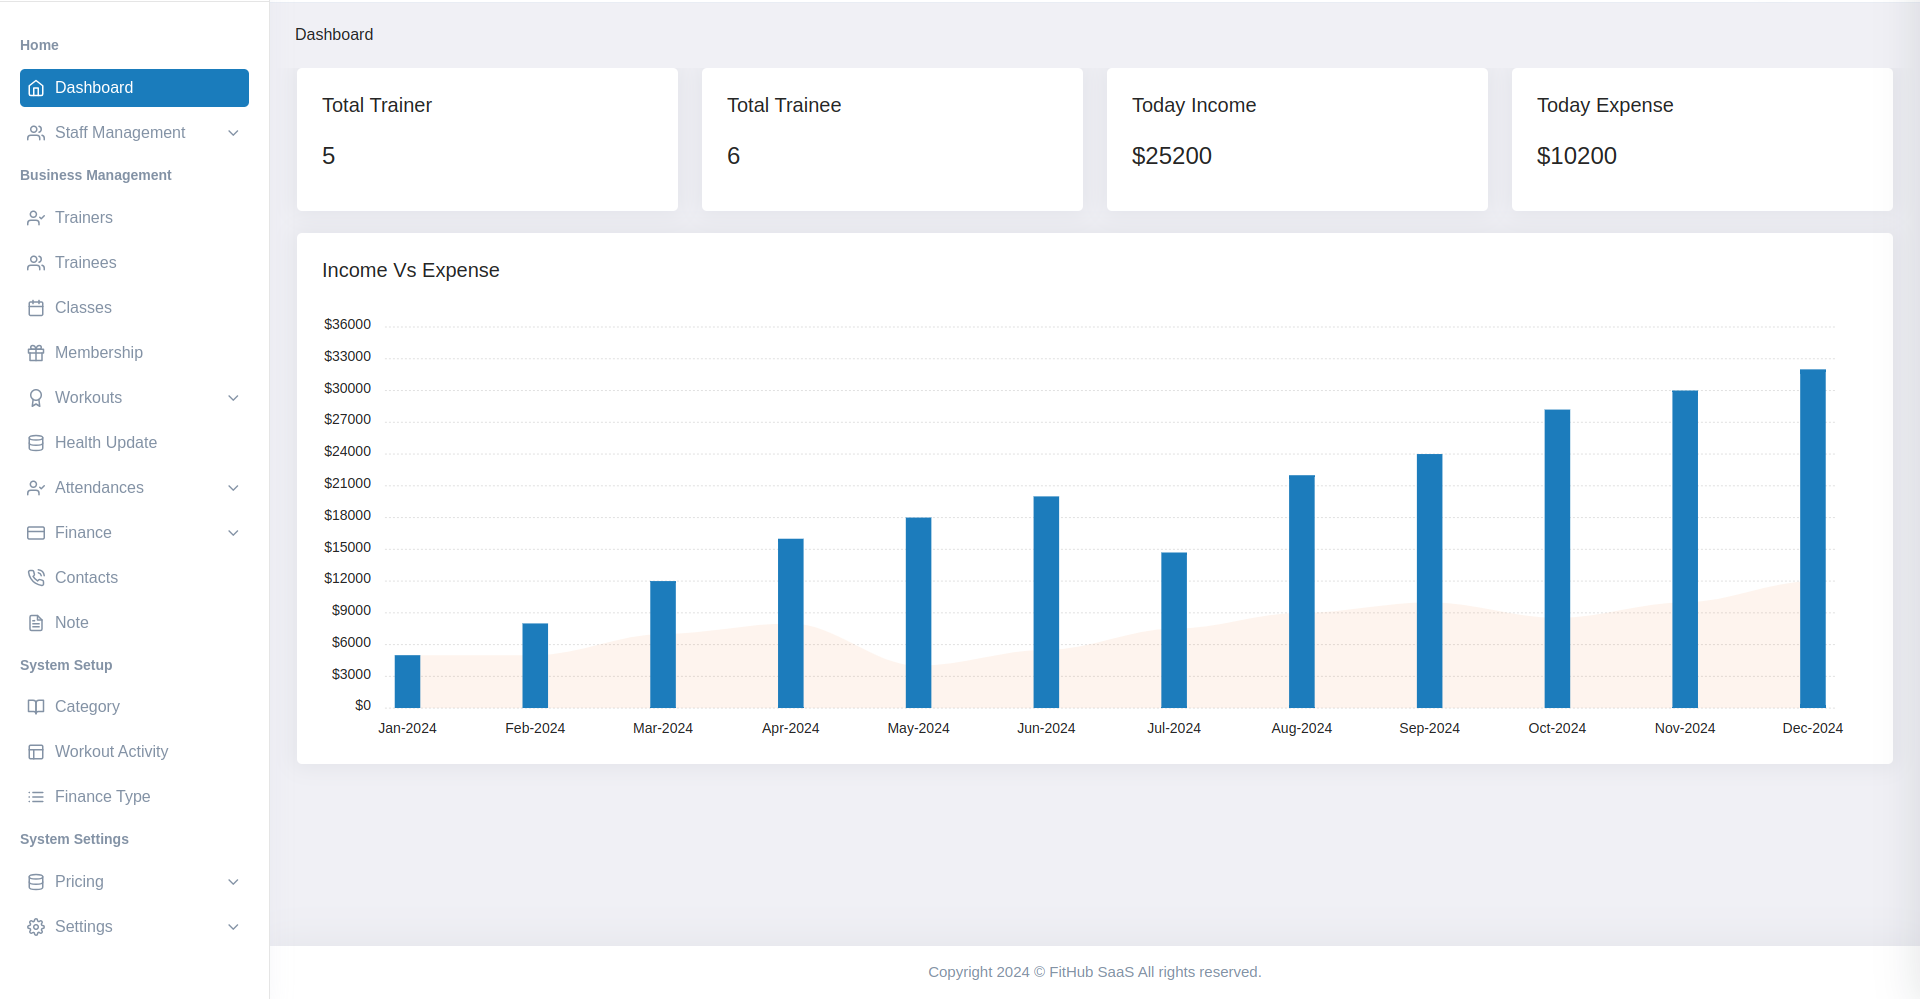 Home
Dashboard
Staff Management
Business Management
Trainers
Trainees
Classes
Membership
Workouts
Health Update
Attendances
Finance
Contacts
Note
System Setup
Category
Workout Activity
Finance Type
System Settings
Pricing
Settings
Dashboard
Total Trainer
5
Total Trainee
6
Today Income
$25200
Today Expense
$10200
Income Vs Expense
$36000
$33000
$30000
$27000
$24000
$21000
$18000
$15000
$12000
$9000
$6000
$3000
$0
Jan-2024 Feb-2024 Mar-2024 Apr-2024 May-2024 Jun-2024 Jul-2024 Aug-2024 Sep-2024 Oct-2024 Nov-2024 Dec-2024
Copyright 2024 © FitHub SaaS All rights reserved.